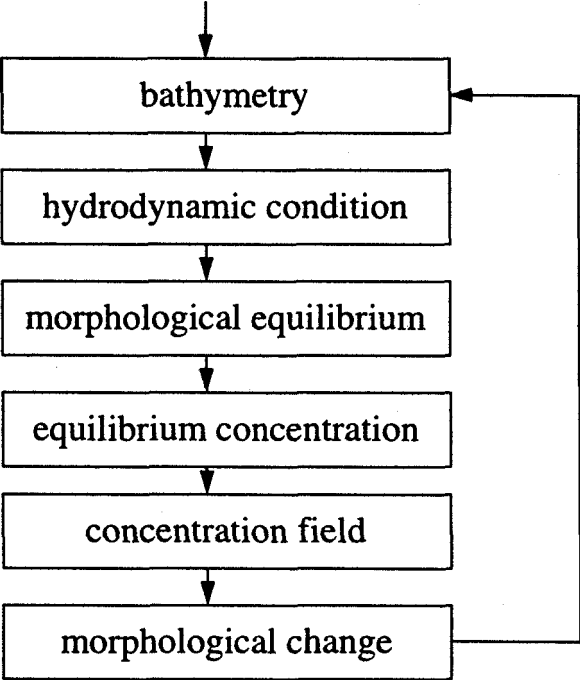 bathymetry
hydrodynamic condition
morphological equilibrium
equilibrium concentration
concentration field
morphological change